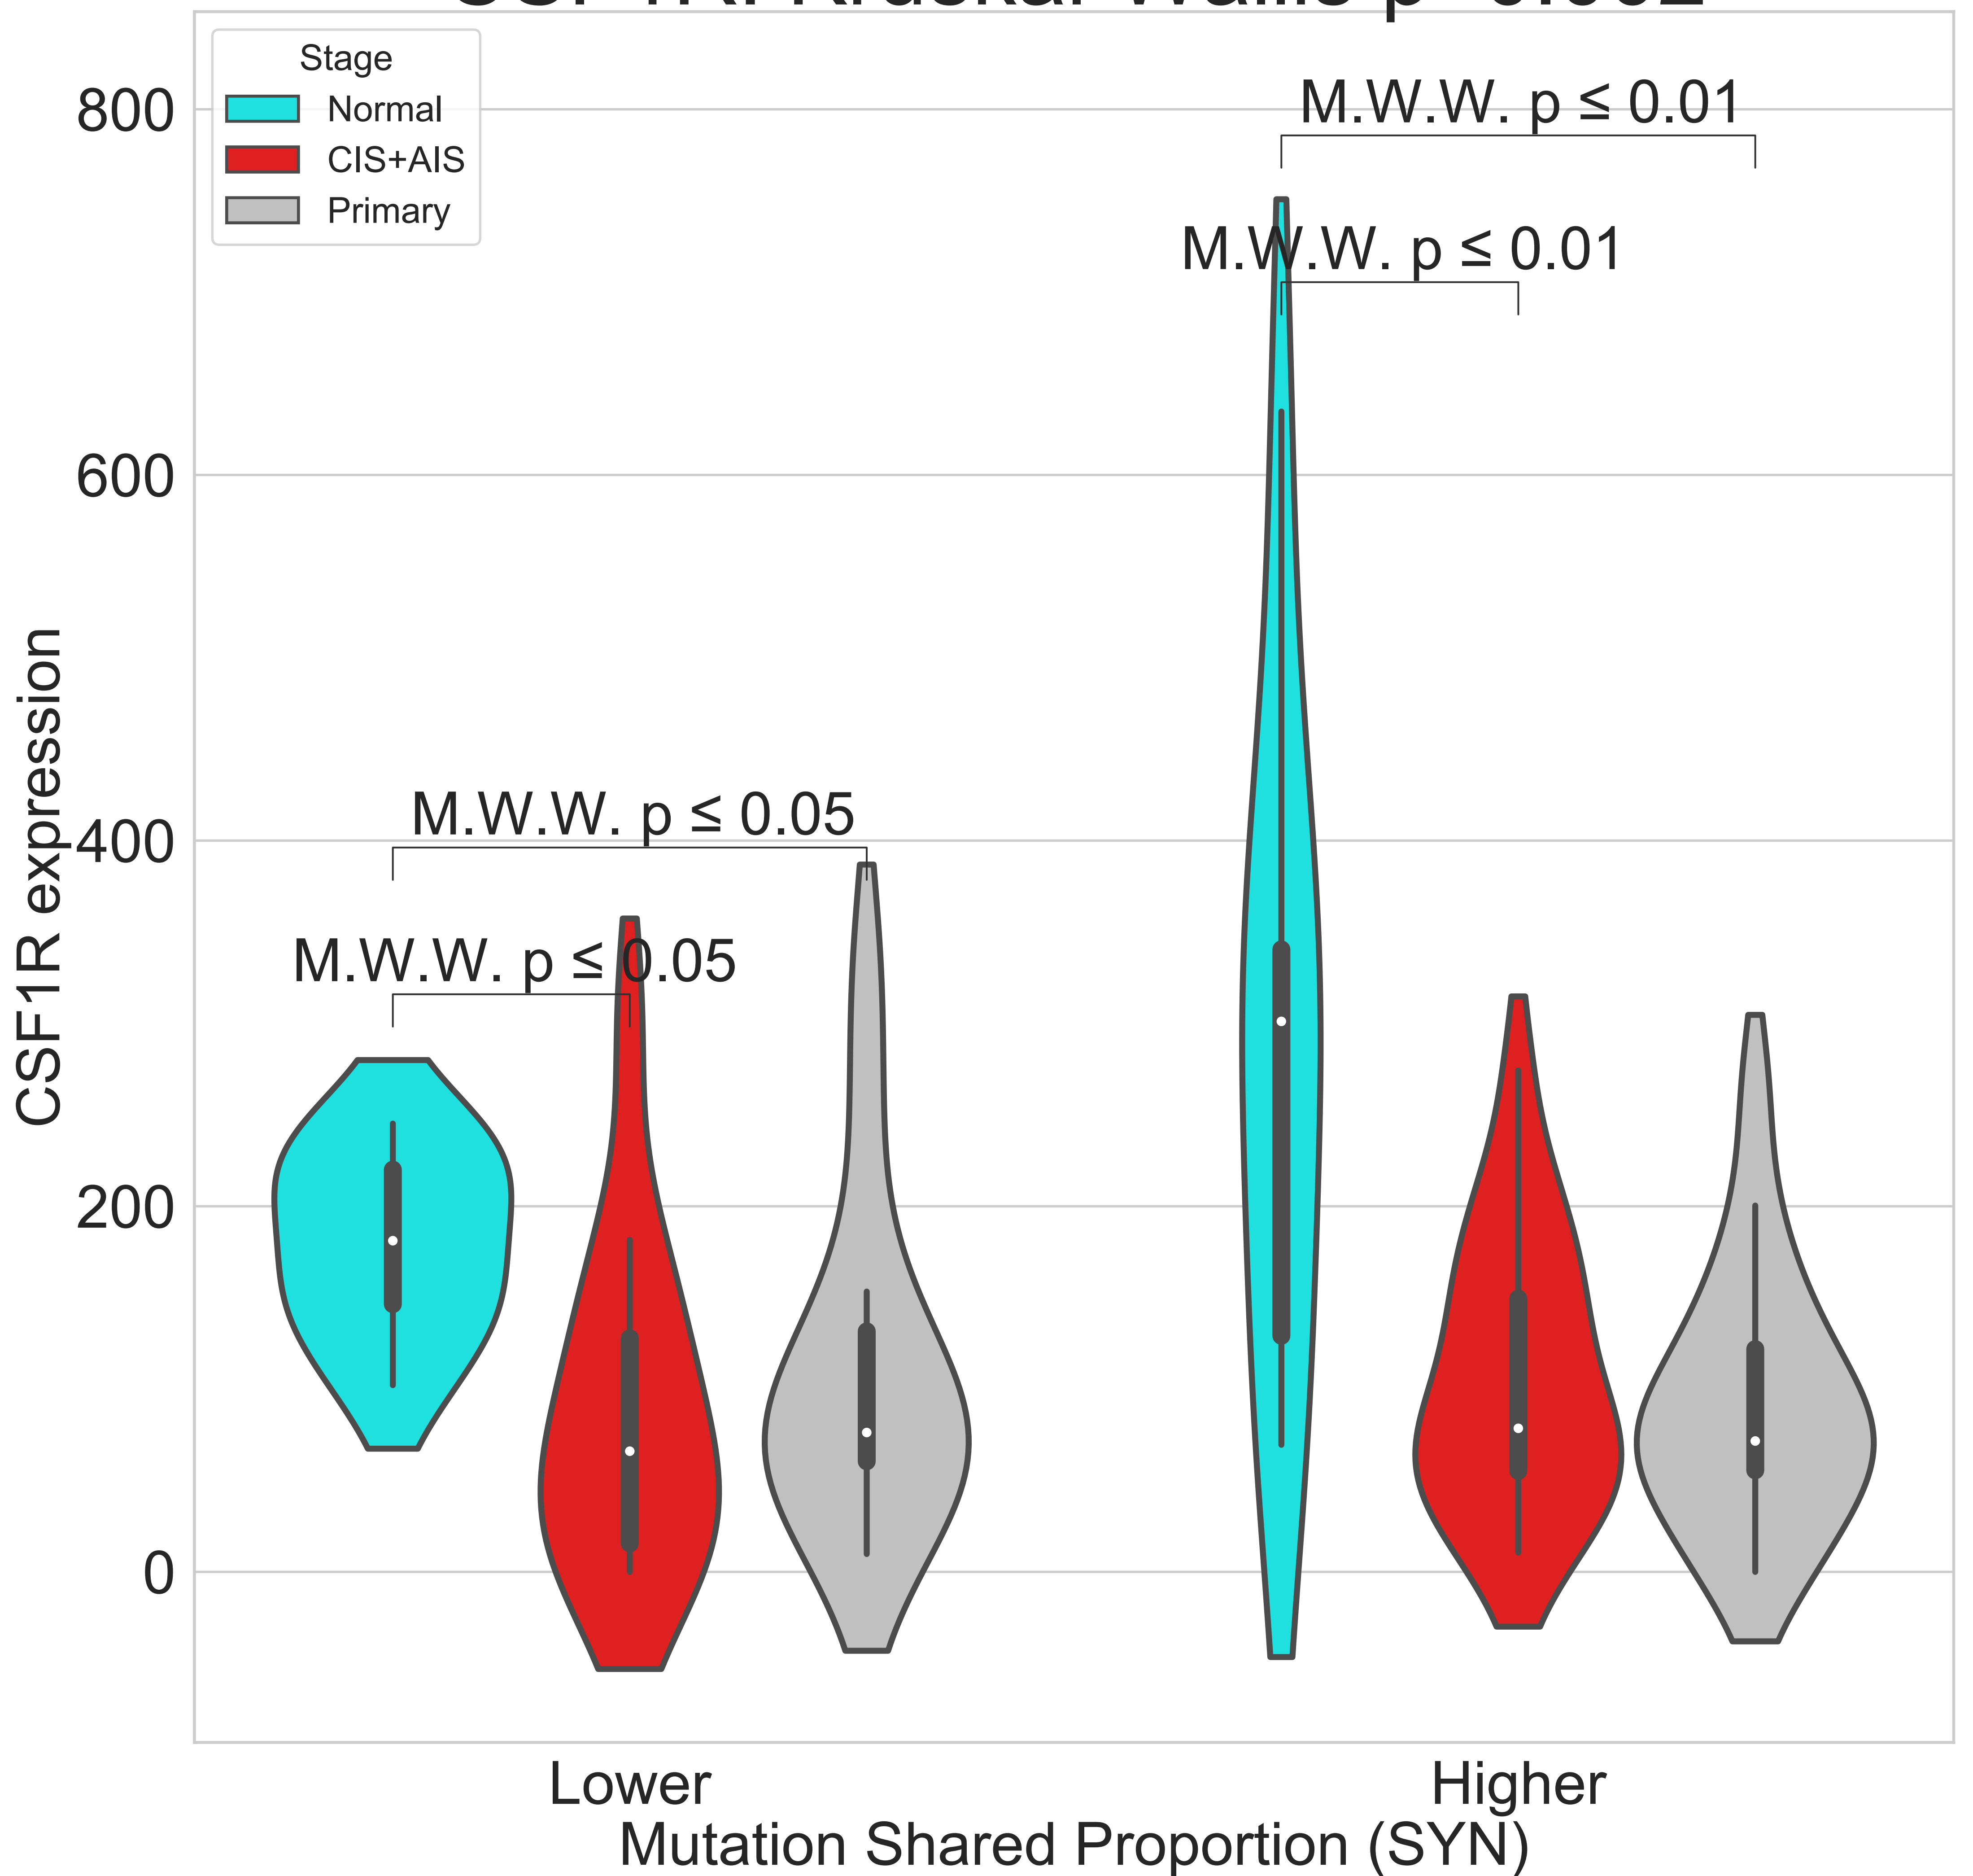 Stage
Normal
CIS+AIS
Primary
800
600
400
200
0
CSF1R expression
M.W.W. p ≤ 0.01
M.W.W. p ≤ 0.01
M.W.W. p ≤ 0.05
M.W.W. p ≤ 0.05
Lower
Higher
Mutation Shared Proportion (SYN)